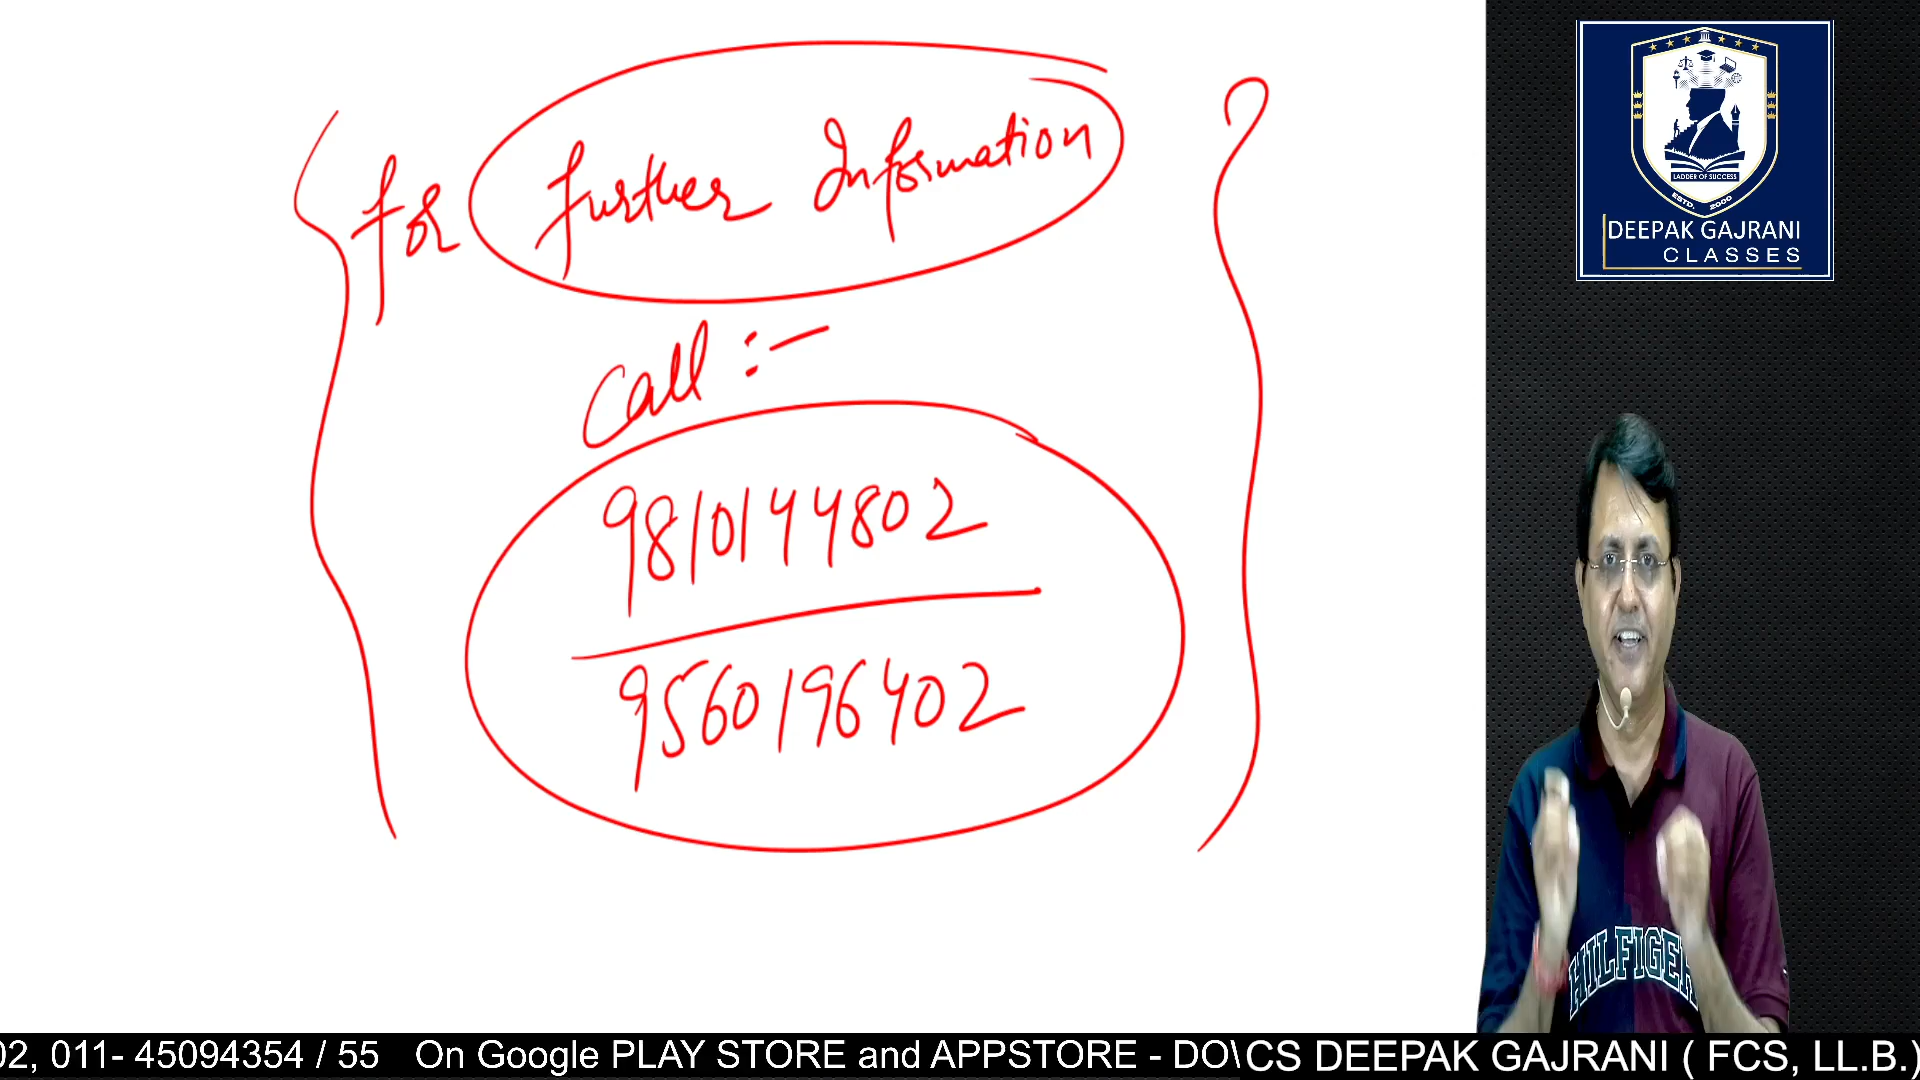 for further Information
Call :-
9810144802
9560196402
LADDER OF SUCCESS
ESTD. 2000
DEEPAK GAJRANI
CLASSES
HILFIGER
02, 011- 45094354 / 55 On Google PLAY STORE and APPSTORE - DO
CS DEEPAK GAJRANI ( FCS, LL.B.)